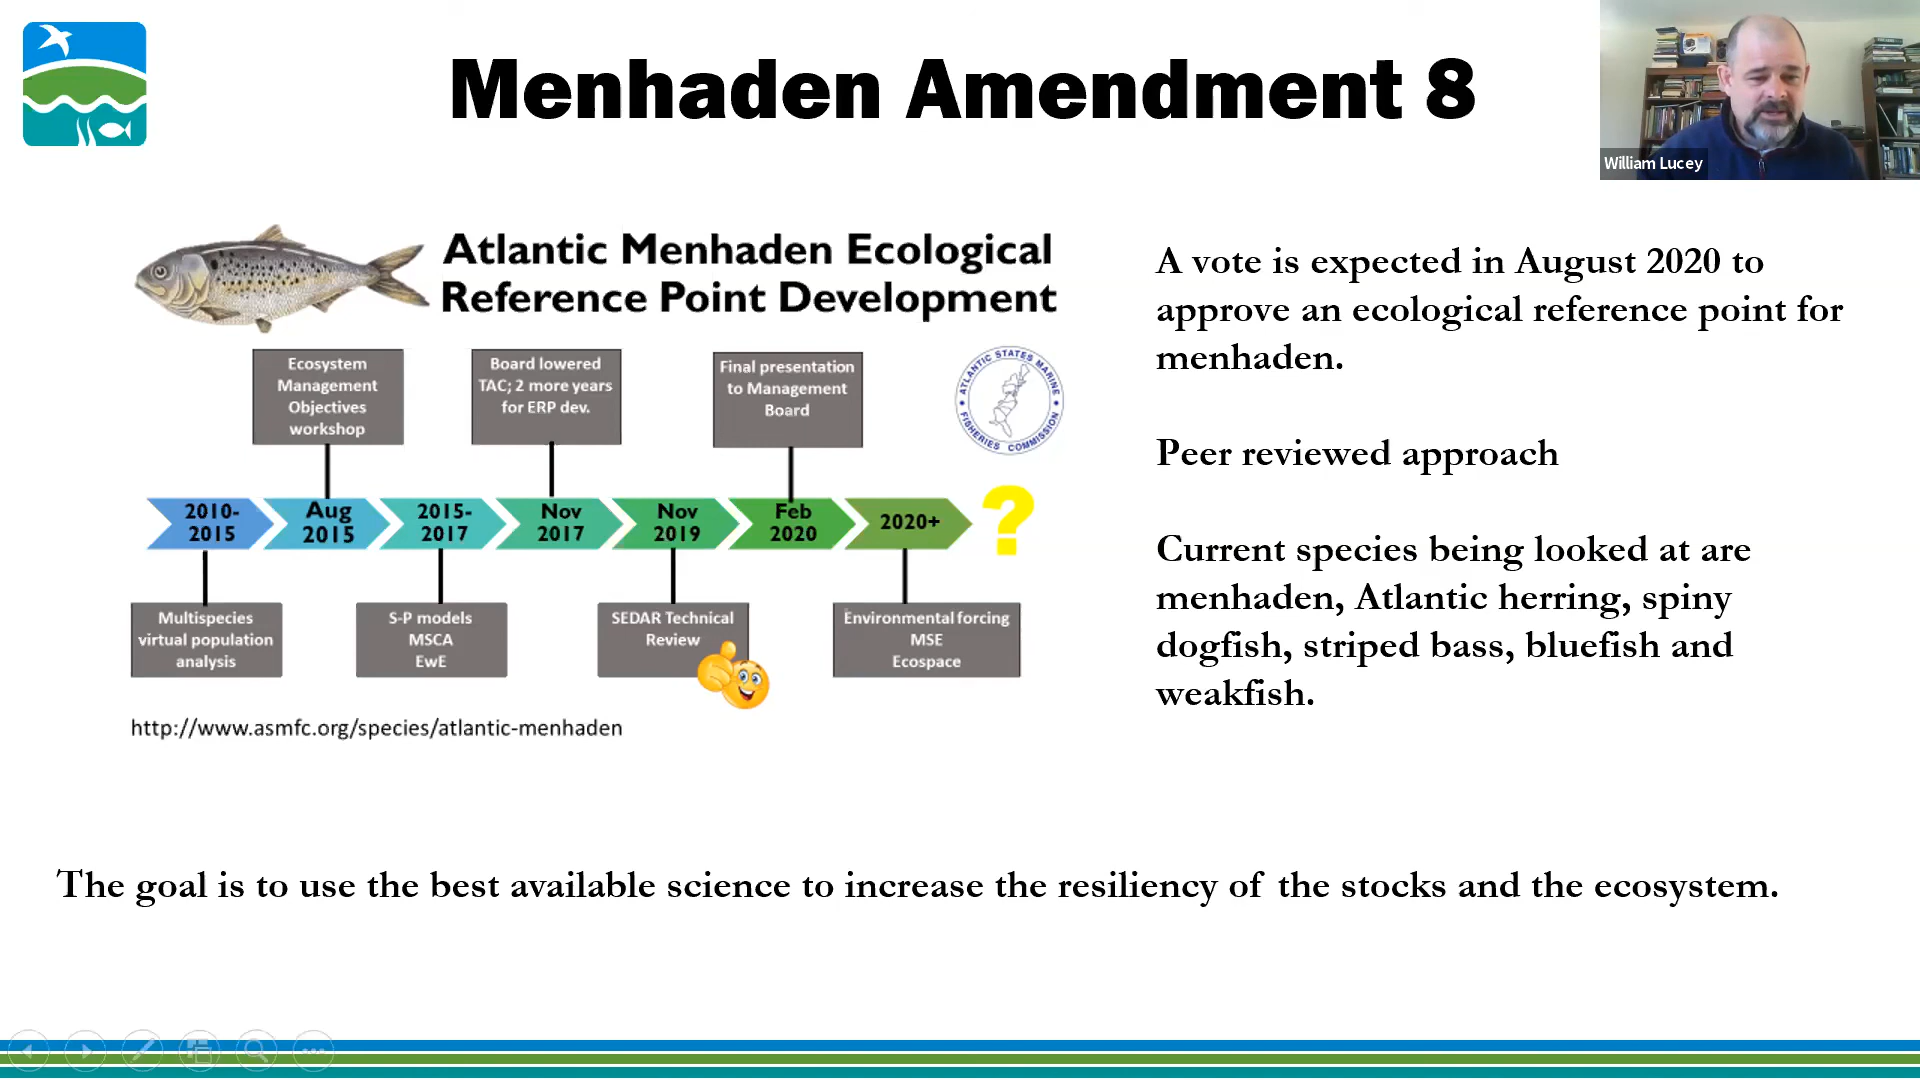 Menhaden Amendment 8
William Lucey
Atlantic Menhaden Ecological
Reference Point Development
Ecosystem
Management
Objectives
workshop
Board lowered
TAC; 2 more years
for ERP dev.
Final presentation
to Management
Board
ATLANTIC STATES MARINE
FISHERIES COMMISSION
2010-
2015
Aug
2015
2015-
2017
Nov
2017
Nov
2019
Feb
2020
2020+
?
Multispecies
virtual population
analysis
S-P models
MSCA
EwE
SEDAR Technical
Review
Environmental forcing
MSE
Ecospace
http://www.asmfc.org/species/atlantic-menhaden
A vote is expected in August 2020 to
approve an ecological reference point for
menhaden.
Peer reviewed approach
Current species being looked at are
menhaden, Atlantic herring, spiny
dogfish, striped bass, bluefish and
weakfish.
The goal is to use the best available science to increase the resiliency of the stocks and the ecosystem.